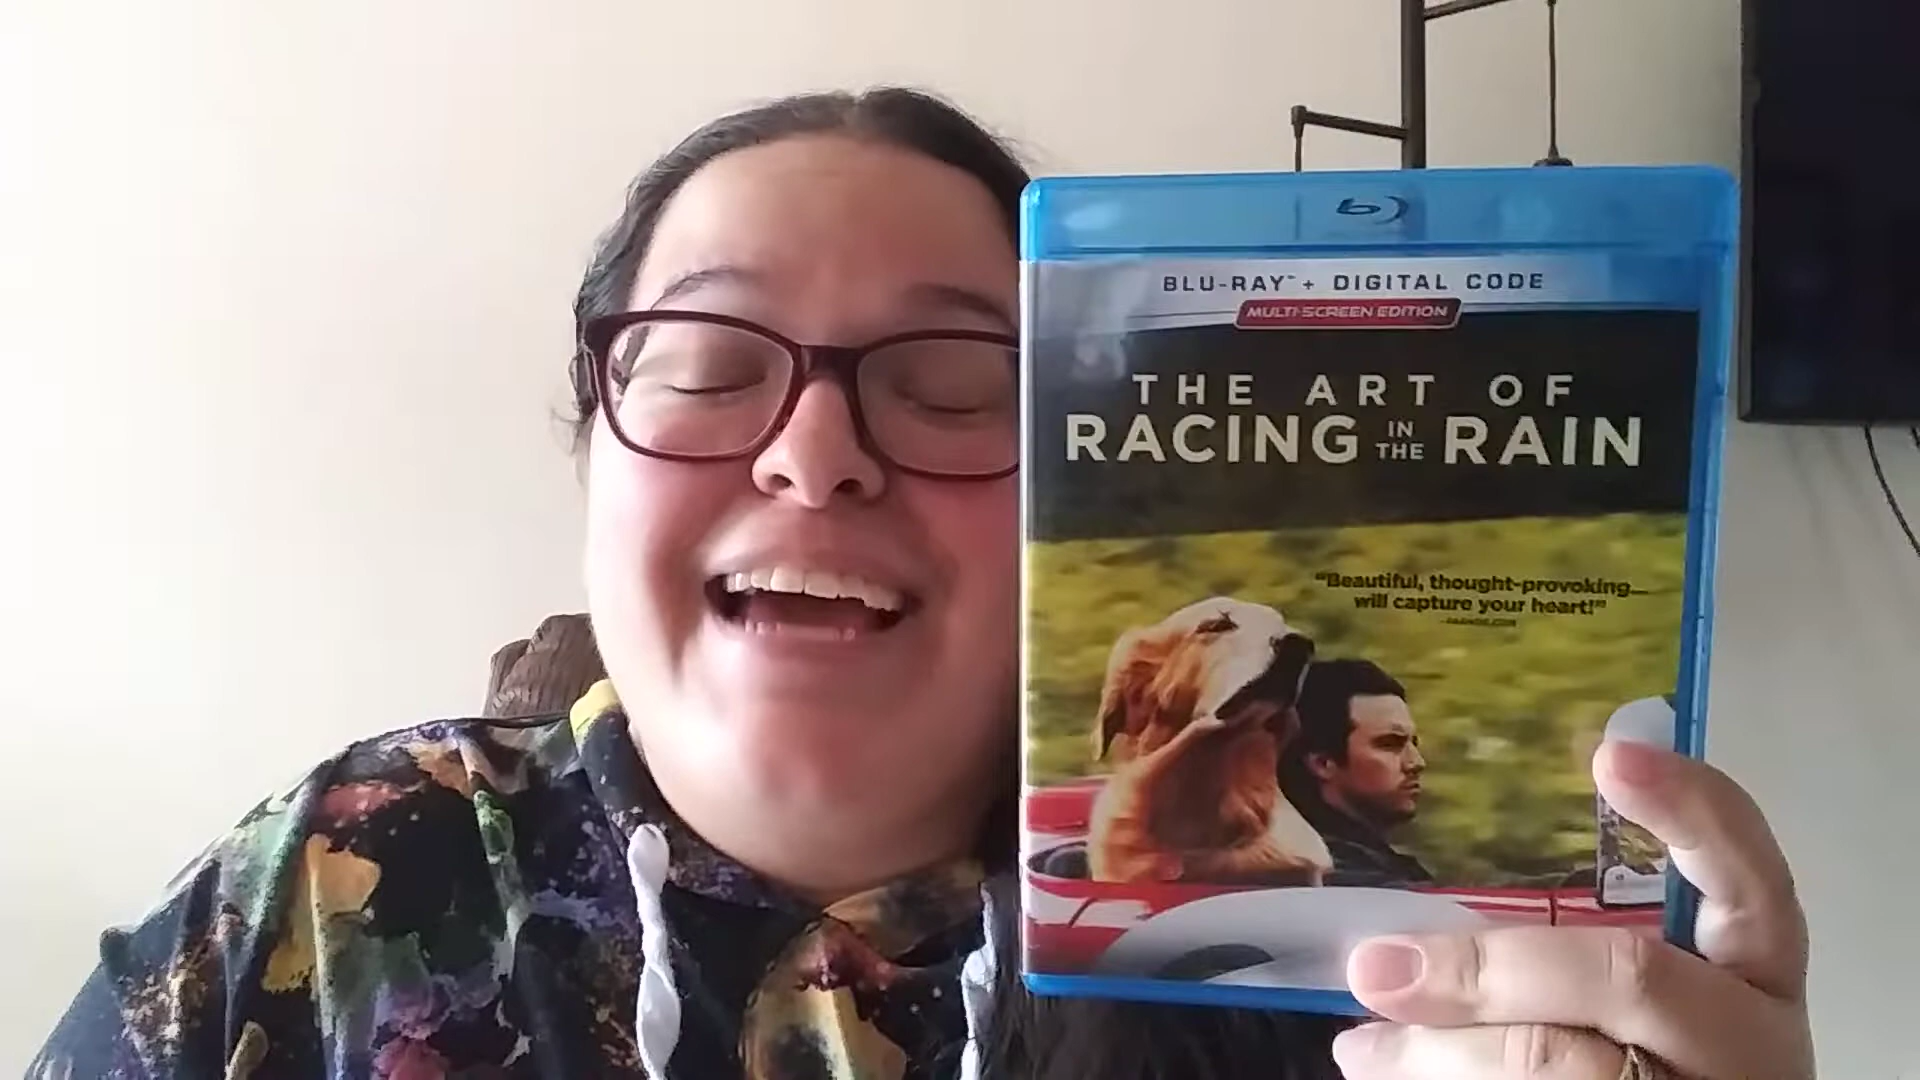 BLU-RAY™ + DIGITAL CODE
MULTI-SCREEN EDITION
THE ART OF
RACING IN THE RAIN
“Beautiful, thought-provoking...
will capture your heart!”